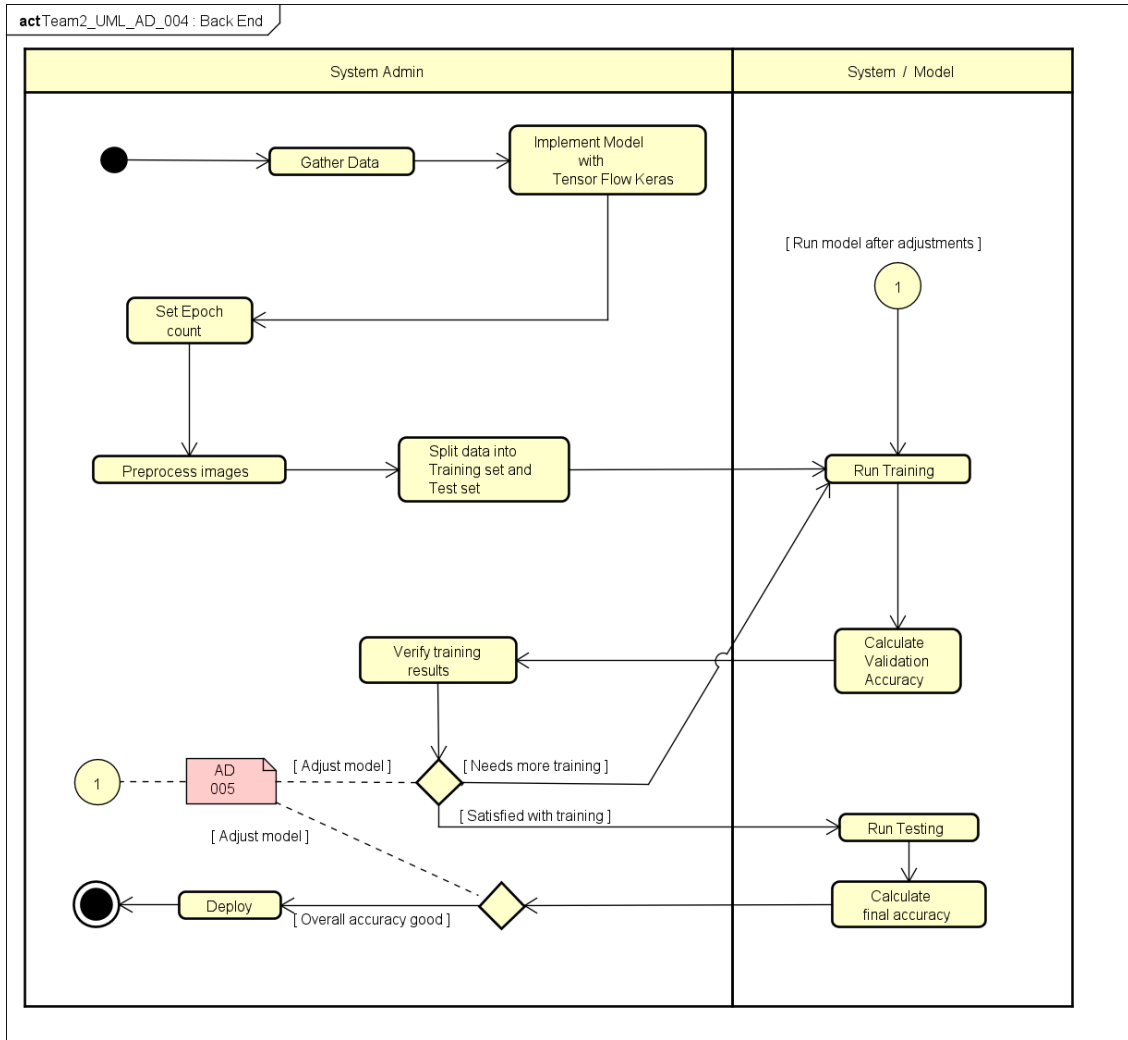 act Team2_UML_AD_004 : Back End
System Admin
System / Model
Gather Data
Implement Model
with
Tensor Flow Keras
[ Run model after adjustments ]
1
Set Epoch
count
Preprocess images
Split data into
Training set and
Test set
Run Training
Verify training
results
Calculate
Validation
Accuracy
1
AD
005
[ Adjust model ]
[ Needs more training ]
[ Satisfied with training ]
[ Adjust model ]
Run Testing
Deploy
[ Overall accuracy good ]
Calculate
final accuracy